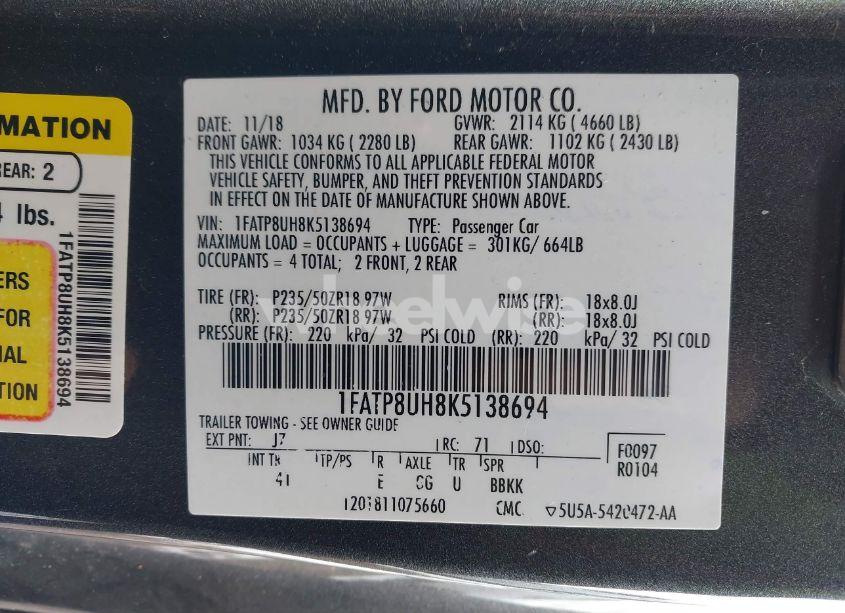 RMATION
REAR: 2
4 lbs.
ERS
FOR
IAL
TION
1FATP8UH8K5138694
MFD. BY FORD MOTOR CO.
DATE: 11/18 GVWR: 2114 KG ( 4660 LB)
FRONT GAWR: 1034 KG ( 2280 LB) REAR GAWR: 1102 KG ( 2430 LB)
THIS VEHICLE CONFORMS TO ALL APPLICABLE FEDERAL MOTOR
VEHICLE SAFETY, BUMPER, AND THEFT PREVENTION STANDARDS
IN EFFECT ON THE DATE OF MANUFACTURE SHOWN ABOVE.
VIN: 1FATP8UH8K5138694 TYPE: Passenger Car
MAXIMUM LOAD = OCCUPANTS + LUGGAGE = 301KG/ 664LB
OCCUPANTS = 4 TOTAL; 2 FRONT, 2 REAR
TIRE (FR): P235/50ZR18 97W RIMS (FR): 18x8.0J
(RR): P235/50ZR18 97W (RR): 18x8.0J
PRESSURE (FR): 220 kPa/ 32 PSI COLD (RR): 220 kPa/ 32 PSI COLD
wheelwise
1FATP8UH8K5138694
TRAILER TOWING - SEE OWNER GUIDE
EXT PNT: J7 RC: 71 DSO: F0097
R0104
INT TR TP/PS R AXLE TR SPR
4I E CG U BBKK
1201811075660 CMC 5U5A-5420472-AA